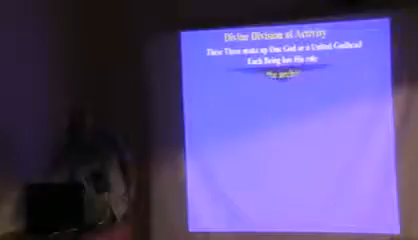 Divine Division of Activity
These Three make up One God or a United Godhead
Each Being has His role